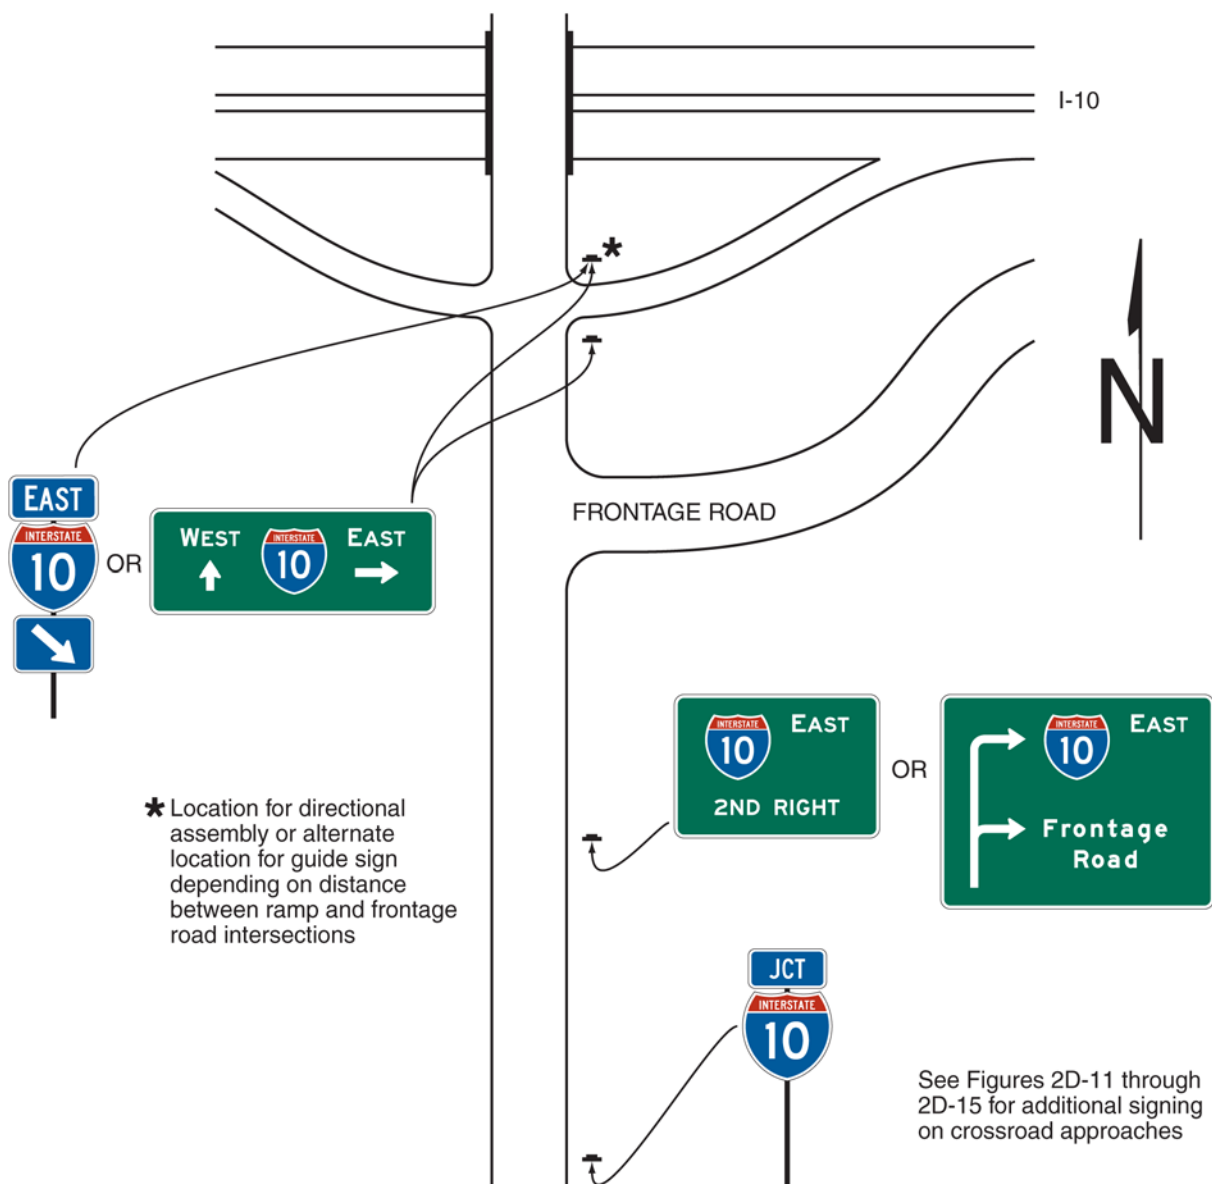 I-10
N
EAST
INTERSTATE
10
OR
WEST
INTERSTATE
10
EAST
FRONTAGE ROAD
INTERSTATE
10
EAST
2ND RIGHT
OR
INTERSTATE
10
EAST
Frontage
Road
* Location for directional
assembly or alternate
location for guide sign
depending on distance
between ramp and frontage
road intersections
*
JCT
INTERSTATE
10
See Figures 2D-11 through
2D-15 for additional signing
on crossroad approaches